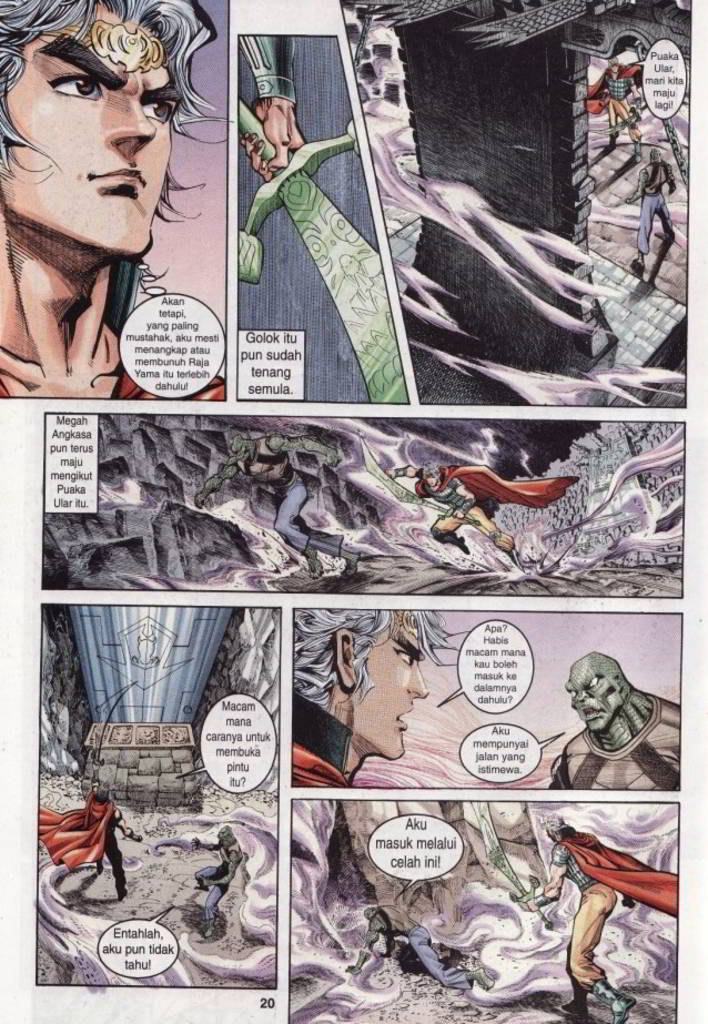 Akan
tetapi,
yang paling
mustahak, aku mesti
menangkap atau
membunuh Raja
Yama itu terlebih
dahulu!
Golok itu
pun sudah
tenang
semula.
Puaka
Ular,
mari kita
maju
lagi!
Megah
Angkasa
pun terus
maju
mengikut
Puaka
Ular itu.
Macam
mana
caranya untuk
membuka
pintu
itu?
Entahlah,
aku pun tidak
tahu!
Apa?
Habis
macam mana
kau boleh
masuk ke
dalamnya
dahulu?
Aku
mempunyai
jalan yang
istimewa.
Aku
masuk melalui
celah ini!
20